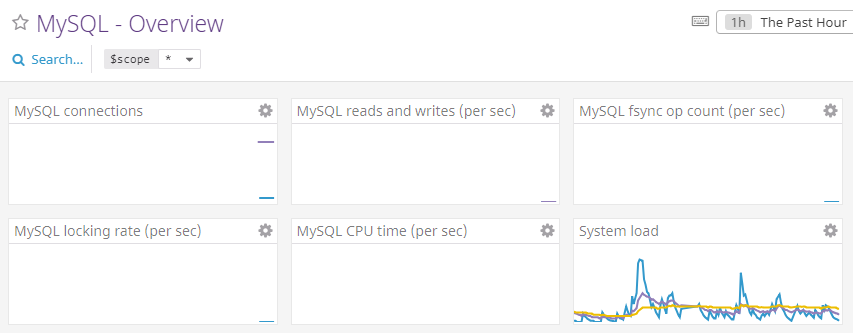 MySQL - Overview
1h The Past Hour
Search...
$scope *
MySQL connections
MySQL reads and writes (per sec)
MySQL fsync op count (per sec)
MySQL locking rate (per sec)
MySQL CPU time (per sec)
System load